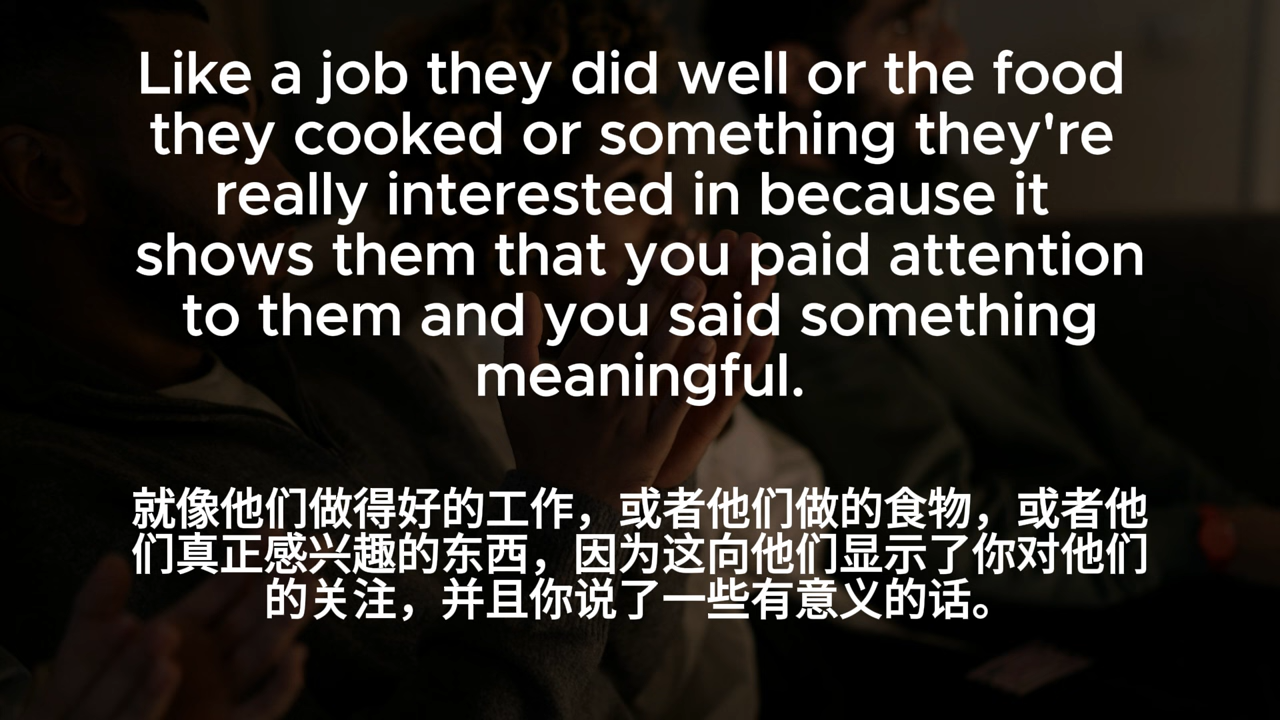 Like a job they did well or the food
they cooked or something they're
really interested in because it
shows them that you paid attention
to them and you said something
meaningful.
就像他们做得好的工作，或者他们做的食物，或者他
们真正感兴趣的东西，因为这向他们显示了你对他们
的关注，并且你说了一些有意义的话。